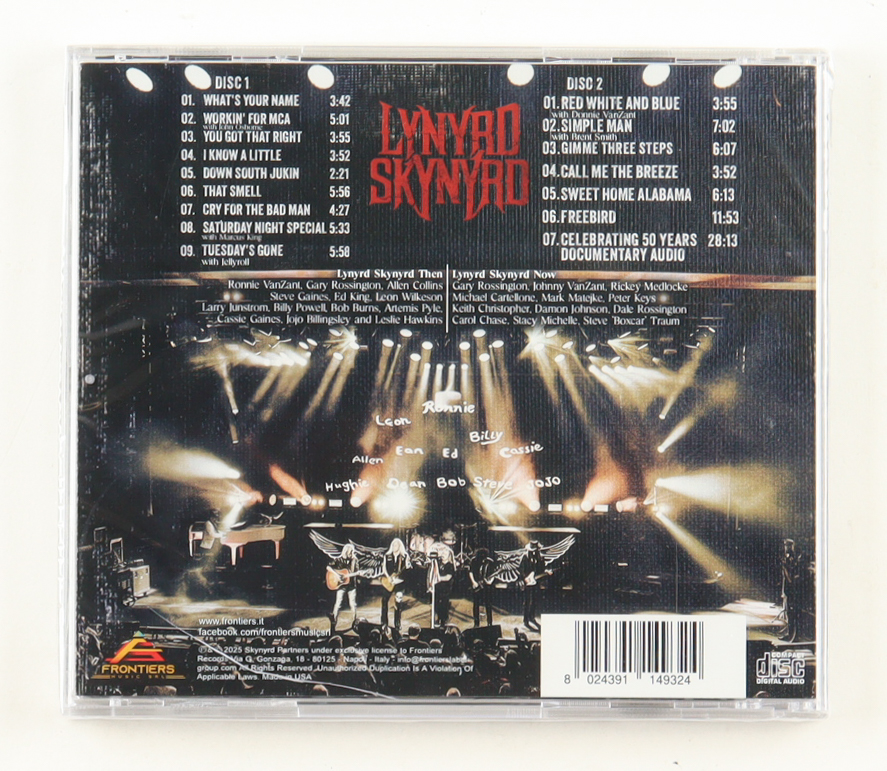 DISC 1
01. WHAT'S YOUR NAME 3:42
02. WORKIN' FOR MCA 5:01
with John Osborne
03. YOU GOT THAT RIGHT 3:55
04. I KNOW A LITTLE 3:52
05. DOWN SOUTH JUKIN 2:21
06. THAT SMELL 5:56
07. CRY FOR THE BAD MAN 4:27
08. SATURDAY NIGHT SPECIAL 5:33
with Marcus King
09. TUESDAY'S GONE 5:58
with Jellyroll
LYNYRD
SKYNYRD
DISC 2
01. RED WHITE AND BLUE 3:55
with Donnie VanZant
02. SIMPLE MAN 7:02
with Brent Smith
03. GIMME THREE STEPS 6:07
04. CALL ME THE BREEZE 3:52
05. SWEET HOME ALABAMA 6:13
06. FREEBIRD 11:53
07. CELEBRATING 50 YEARS 28:13
DOCUMENTARY AUDIO
Lynyrd Skynyrd Then
Ronnie VanZant, Gary Rossington, Allen Collins
Steve Gaines, Ed King, Leon Wilkeson
Larry Junstrom, Billy Powell, Bob Burns, Artemis Pyle,
Cassie Gaines, Jojo Billingsley and Leslie Hawkins
Lynyrd Skynyrd Now
Gary Rossington, Johnny VanZant, Rickey Medlocke
Michael Cartellone, Mark Matejke, Peter Keys
Keith Christopher, Damon Johnson, Dale Rossington
Carol Chase, Stacy Michelle, Steve "Boxcar" Traum
Ronnie
Leon
Billy
Ean Ed Cassie
Allen
Hughie Dean Bob Steve JoJo
www.frontiers.it
facebook.com/frontiersmusicsrl
2025 Skynyrd Partners under exclusive license to Frontiers
Records Via G. Gonzaga, 18 - 80125 - Napoli - Italy - info@frontierslabel
group.com All Rights Reserved. Unauthorized Duplication Is A Violation Of
Applicable Laws. Made in USA
FRONTIERS
MUSIC SRL
8 024391 149324
COMPACT
disc
DIGITAL AUDIO